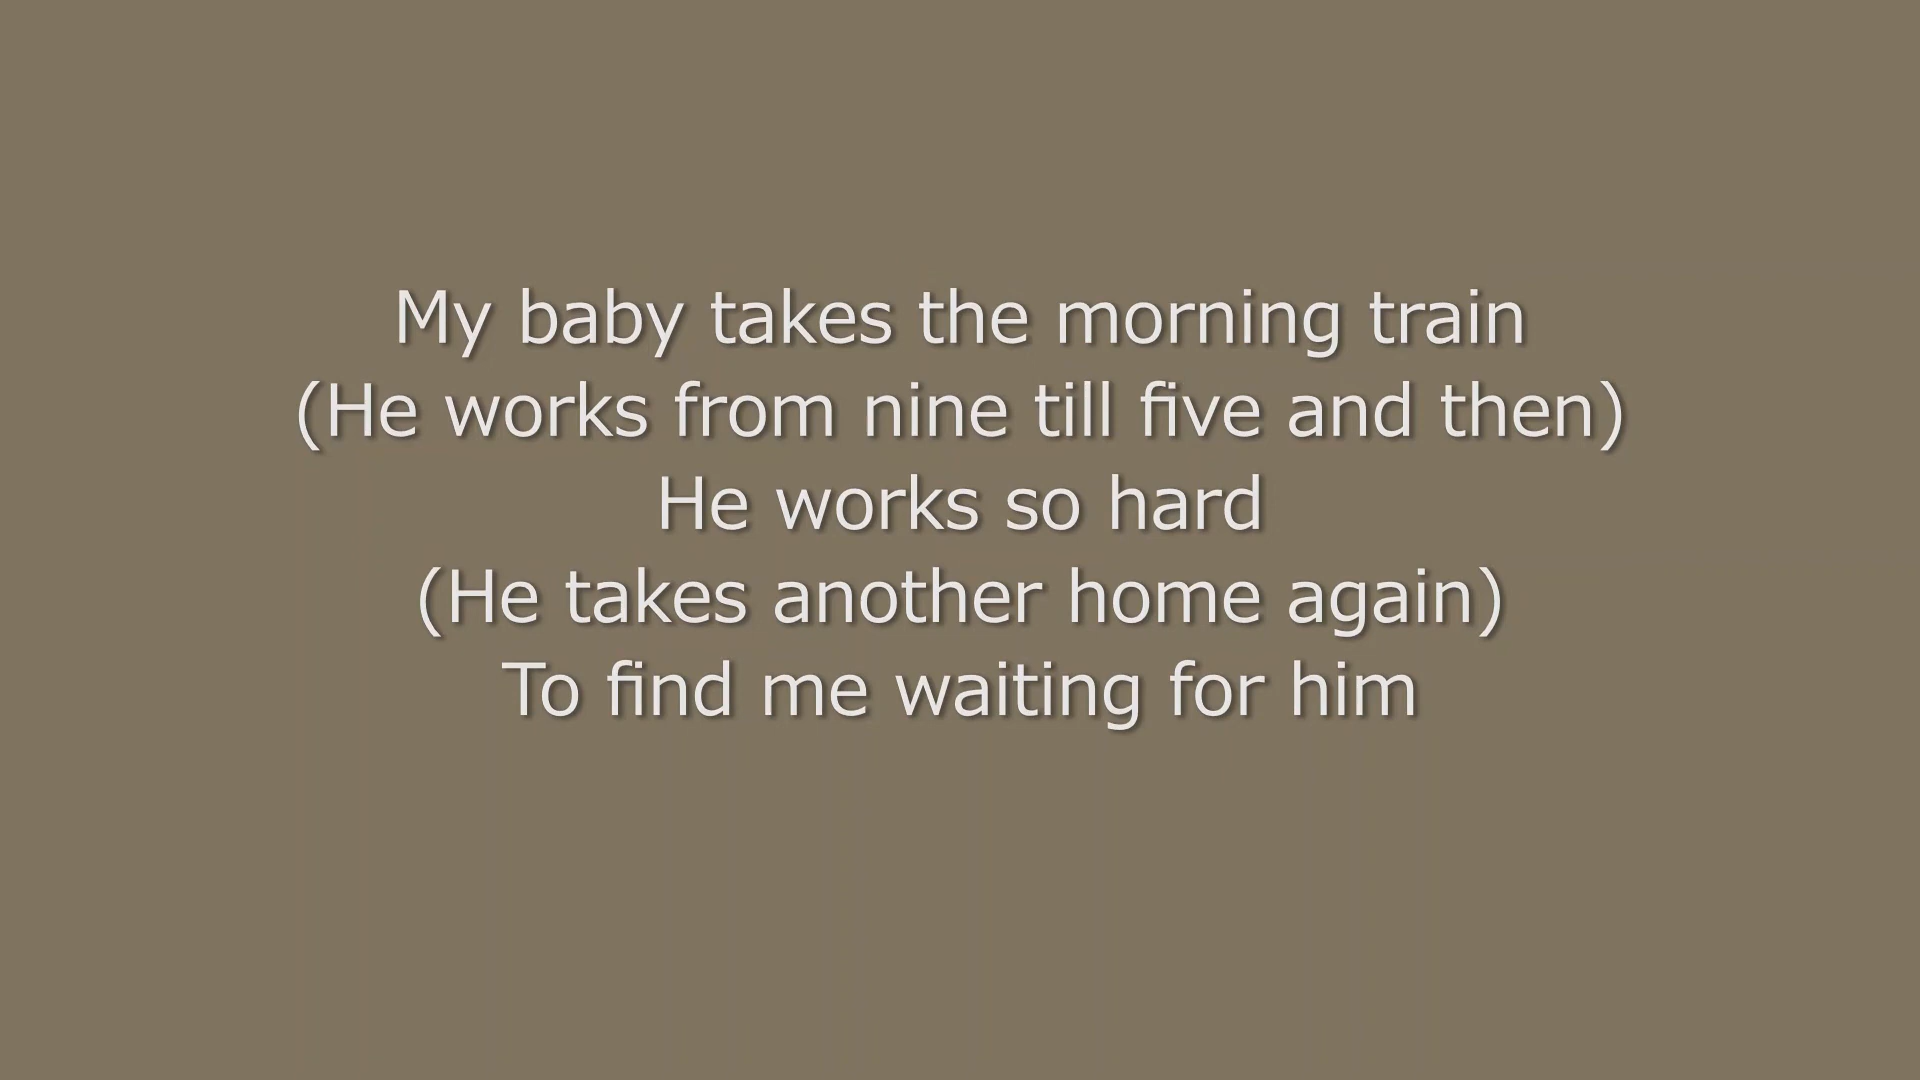 My baby takes the morning train
(He works from nine till five and then)
He works so hard
(He takes another home again)
To find me waiting for him